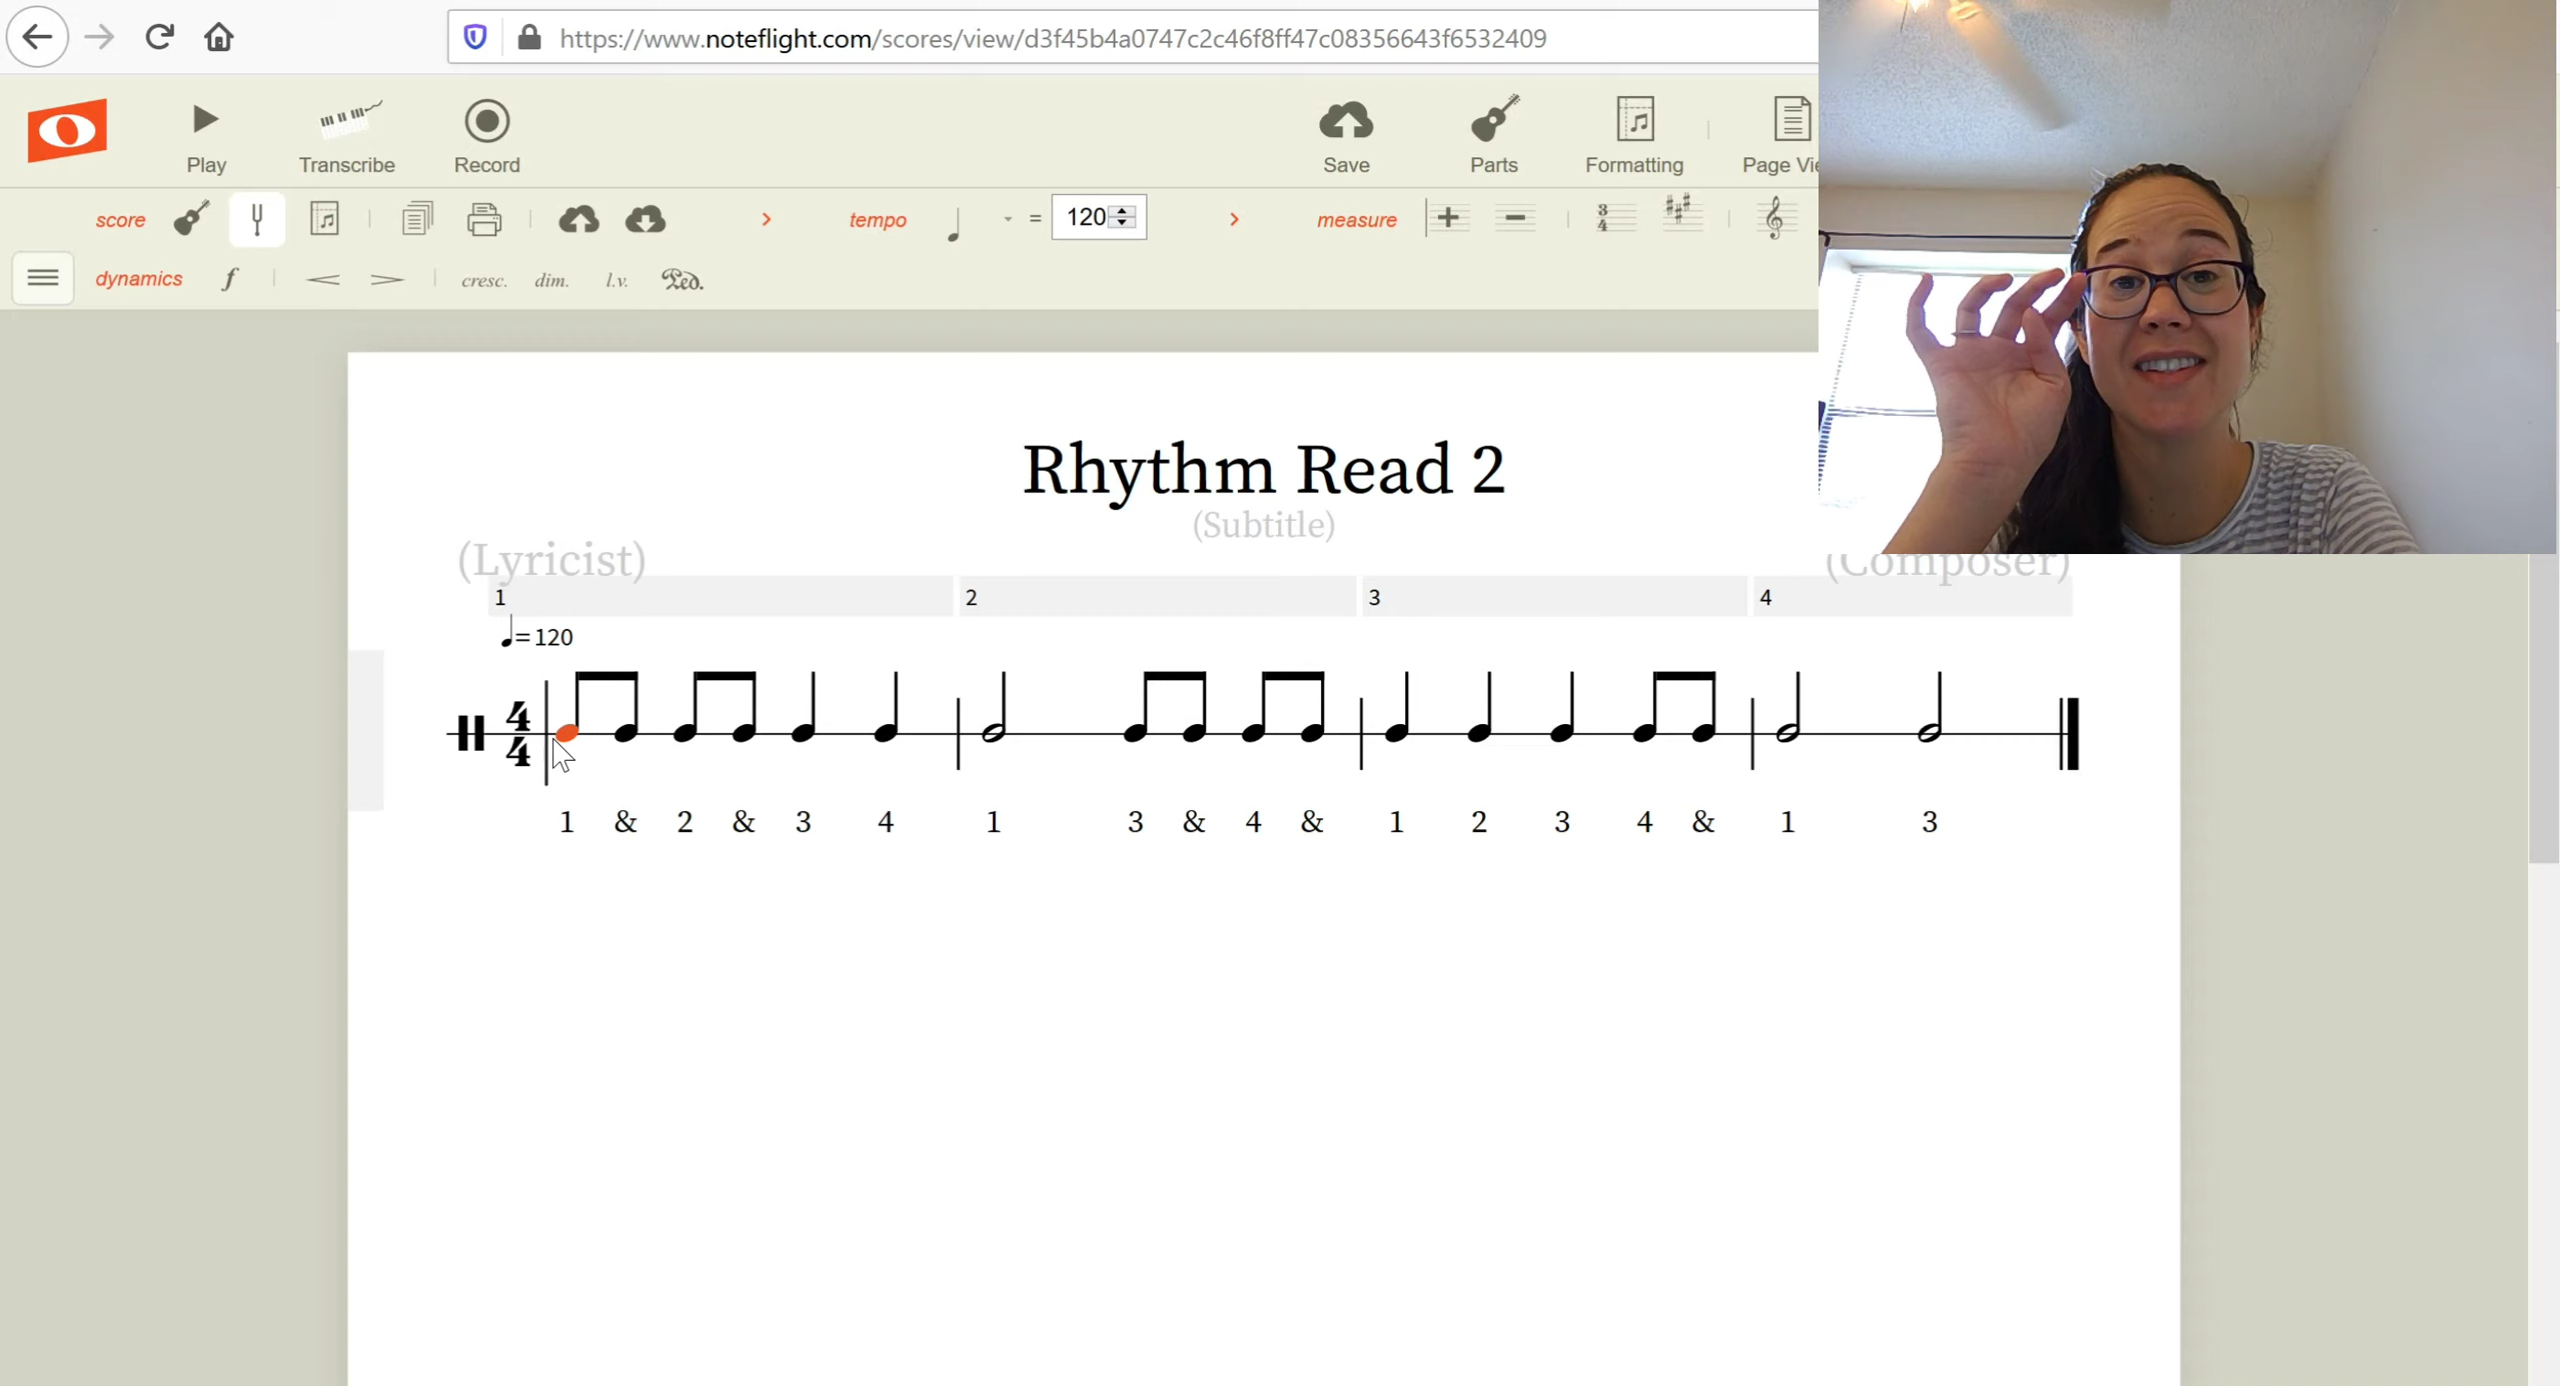 https://www.noteflight.com/scores/view/d3f45b4a0747c2c46f8ff47c08356643f6532409
Play Transcribe Record Save Parts Formatting Page Vie
score tempo = 120 measure
dynamics f cresc. dim. l.v. Ped.
Rhythm Read 2
(Subtitle)
(Lyricist) (Composer)
1 2 3 4
= 120
4
4
1 & 2 & 3 4 1 3 & 4 & 1 2 3 4 & 1 3